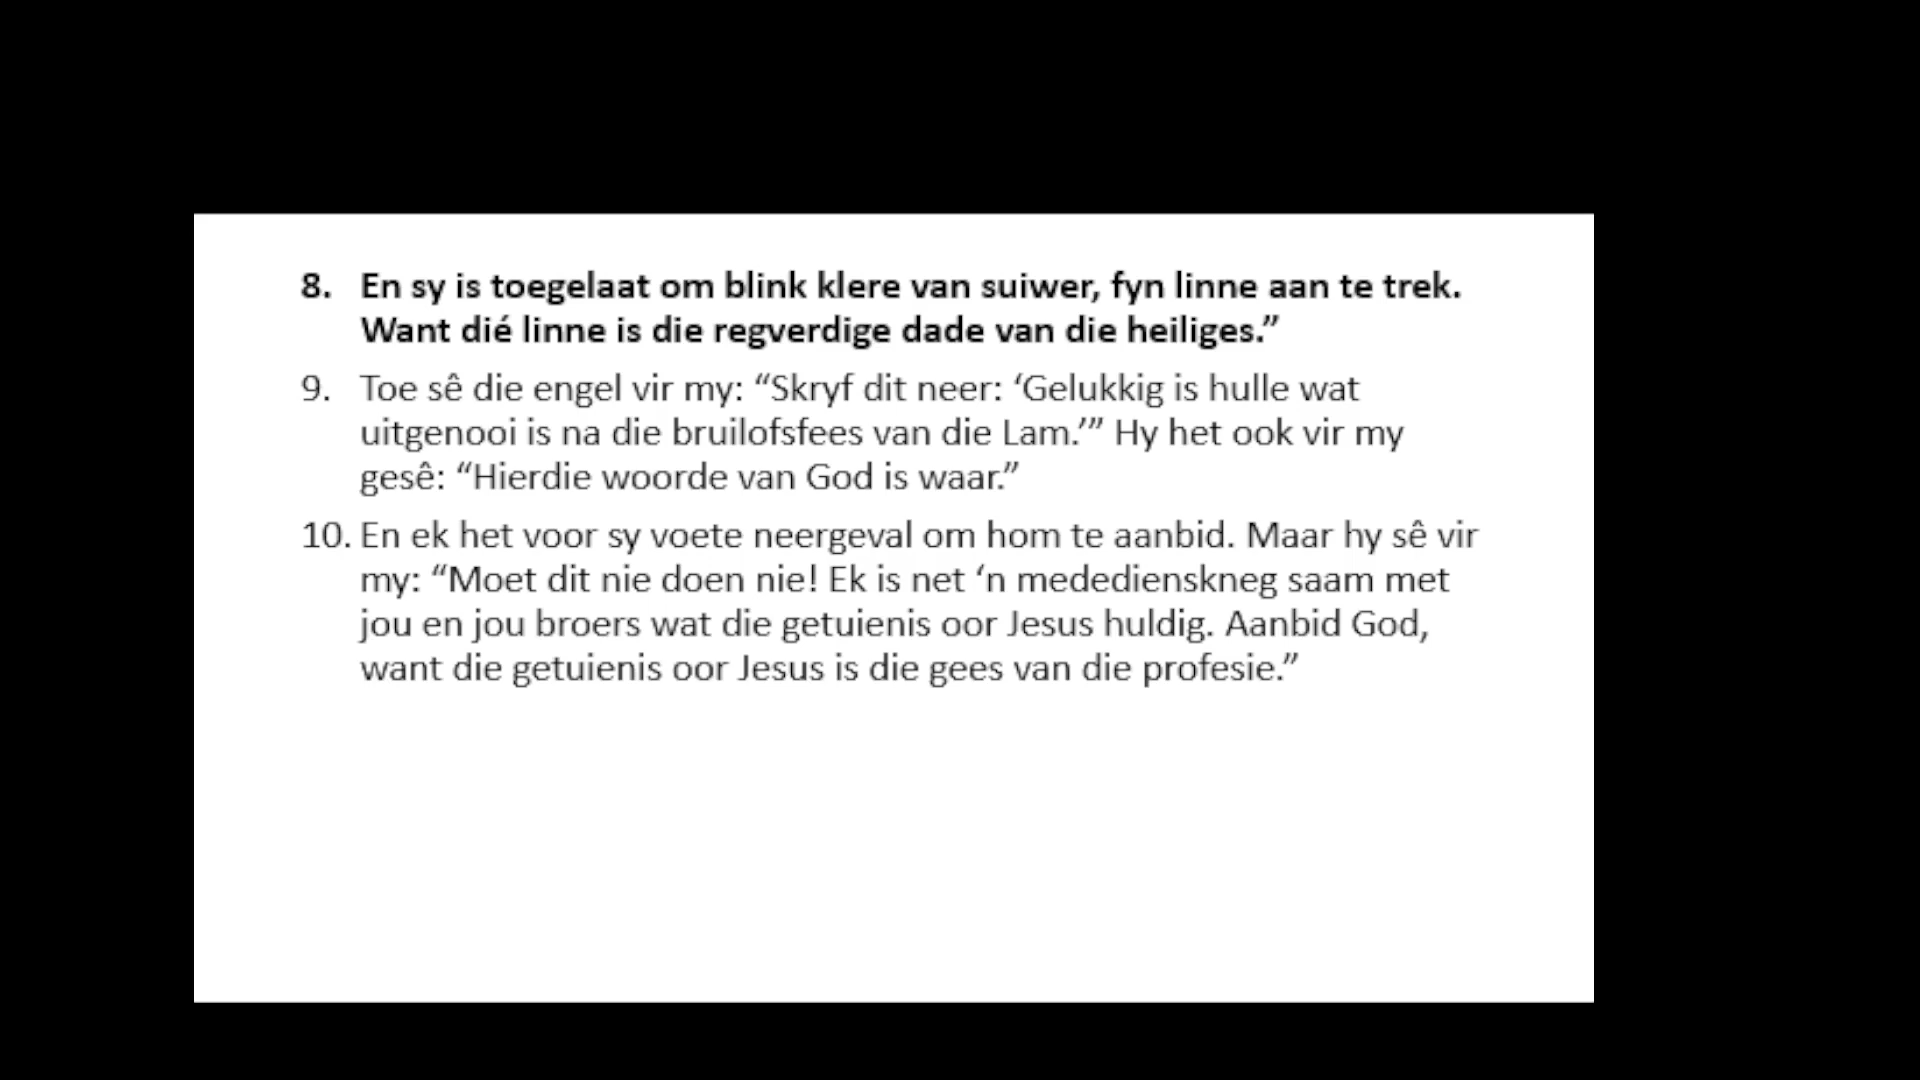 8. En sy is toegelaat om blink klere van suiwer, fyn linne aan te trek.
Want dié linne is die regverdige dade van die heiliges.”
9. Toe sê die engel vir my: “Skryf dit neer: ‘Gelukkig is hulle wat
uitgenooi is na die bruilofsfees van die Lam.’” Hy het ook vir my
gesê: “Hierdie woorde van God is waar.”
10. En ek het voor sy voete neergeval om hom te aanbid. Maar hy sê vir
my: “Moet dit nie doen nie! Ek is net ‘n mededienskneg saam met
jou en jou broers wat die getuienis oor Jesus huldig. Aanbid God,
want die getuienis oor Jesus is die gees van die profesie.”